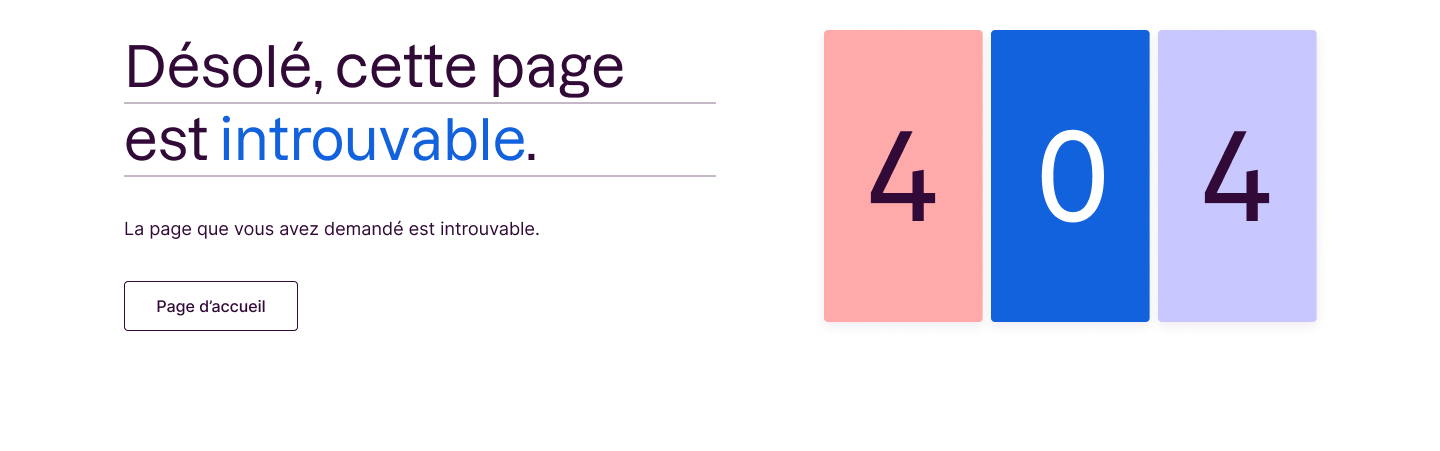 Désolé, cette page
est introuvable.
La page que vous avez demandé est introuvable.
Page d’accueil
4 0 4